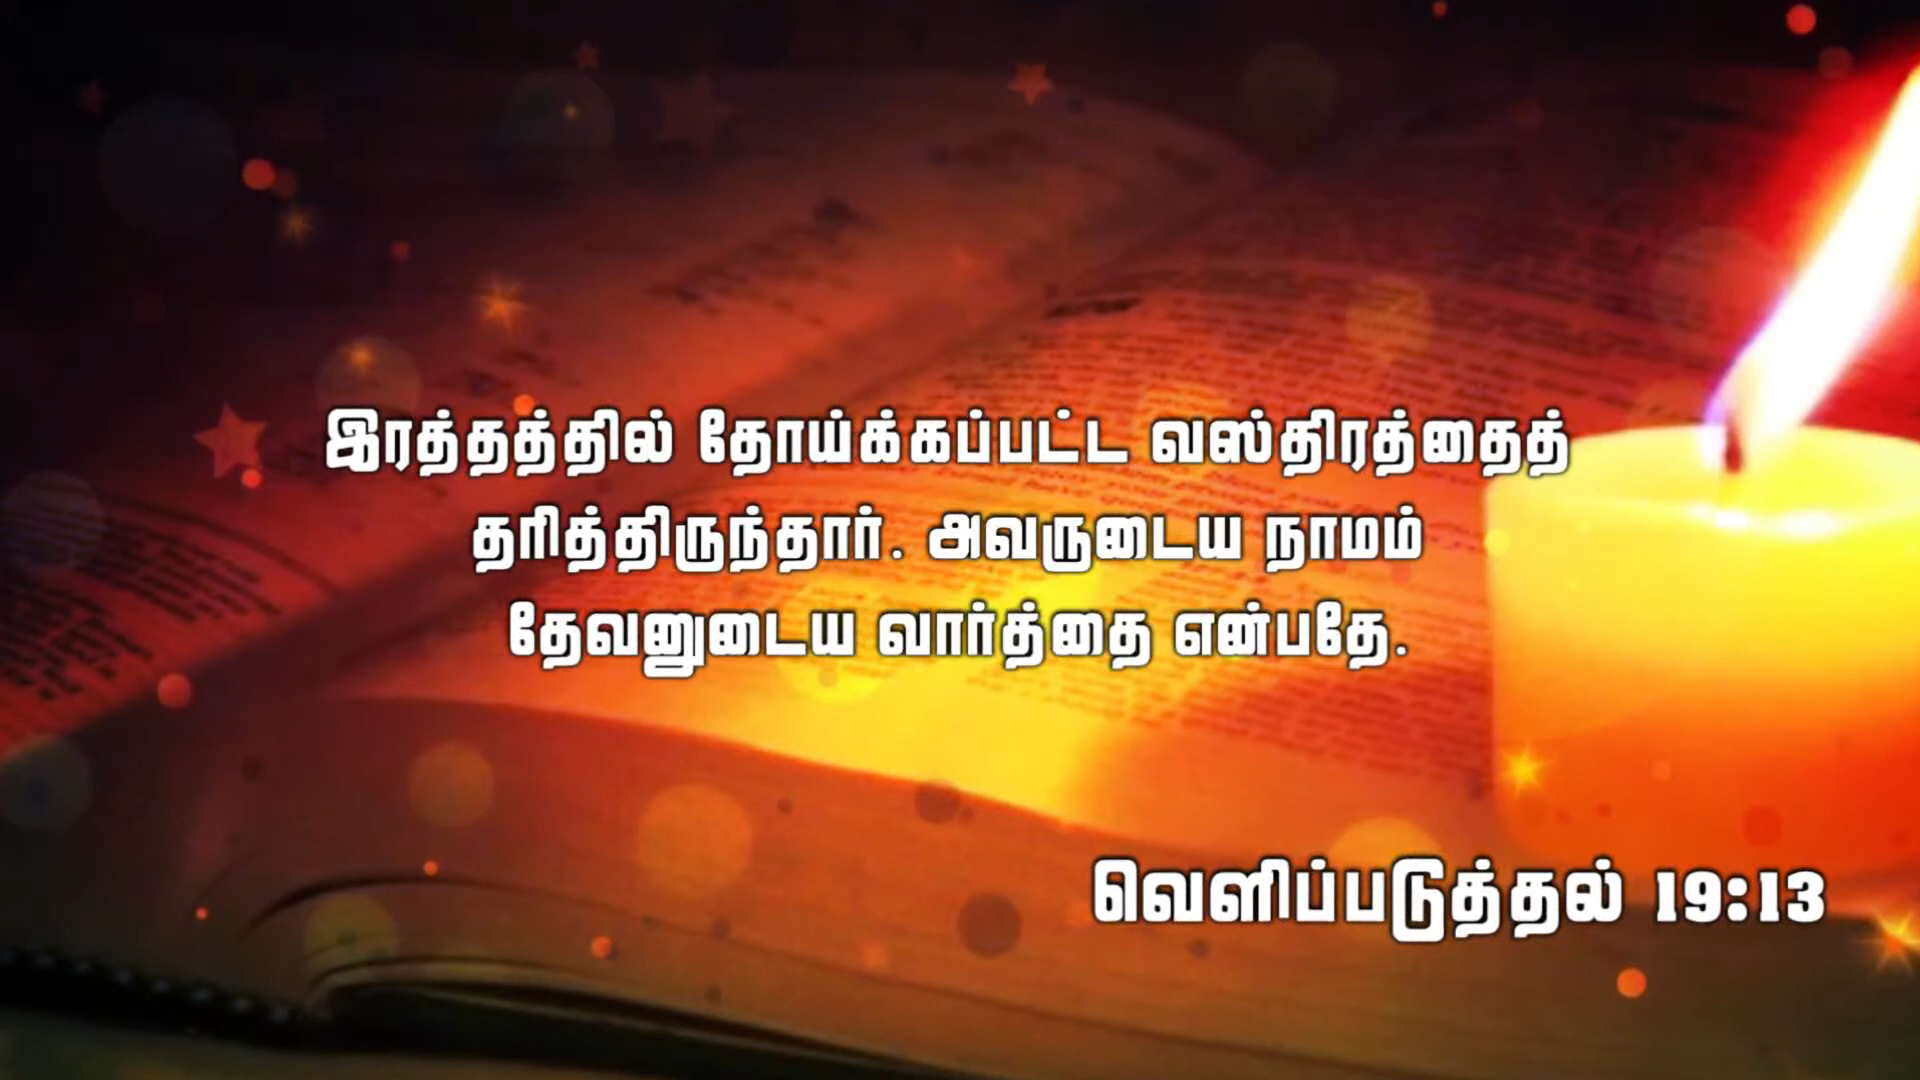 இரத்தத்தில் தோய்க்கப்பட்ட வஸ்திரத்தைத்
தரித்திருந்தார். அவருடைய நாமம்
தேவனுடைய வார்த்தை என்பதே.
வெளிப்படுத்தல் 19:13